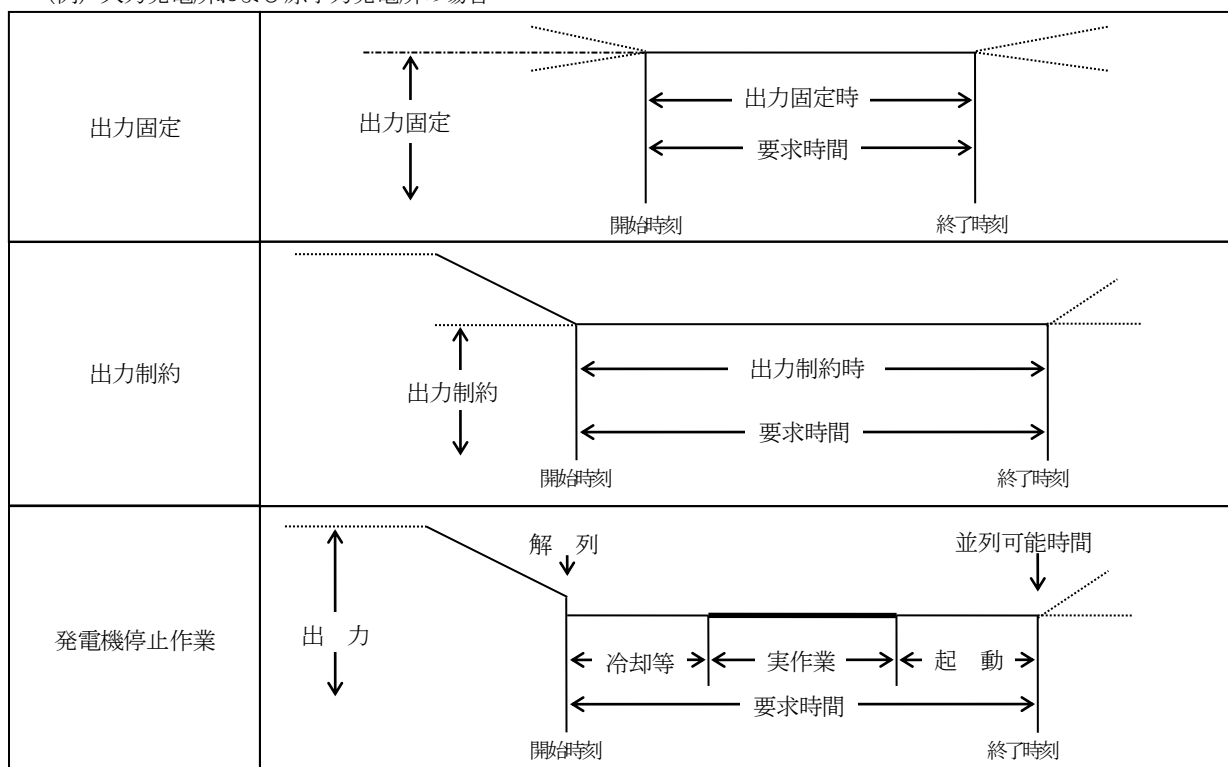 出力固定
出力固定
出力固定時
要求時間
開始時刻
終了時刻
出力制約
出力制約
出力制約時
要求時間
開始時刻
終了時刻
発電機停止作業
出　力
解　列
並列可能時間
冷却等
実作業
起　動
要求時間
開始時刻
終了時刻